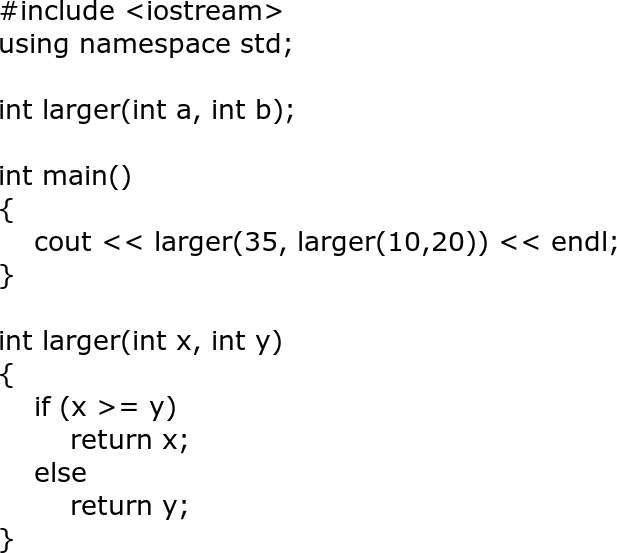 #include <iostream>
using namespace std;

int larger(int a, int b);

int main()
{
    cout << larger(35, larger(10,20)) << endl;
}

int larger(int x, int y)
{
    if (x >= y)
        return x;
    else
        return y;
}